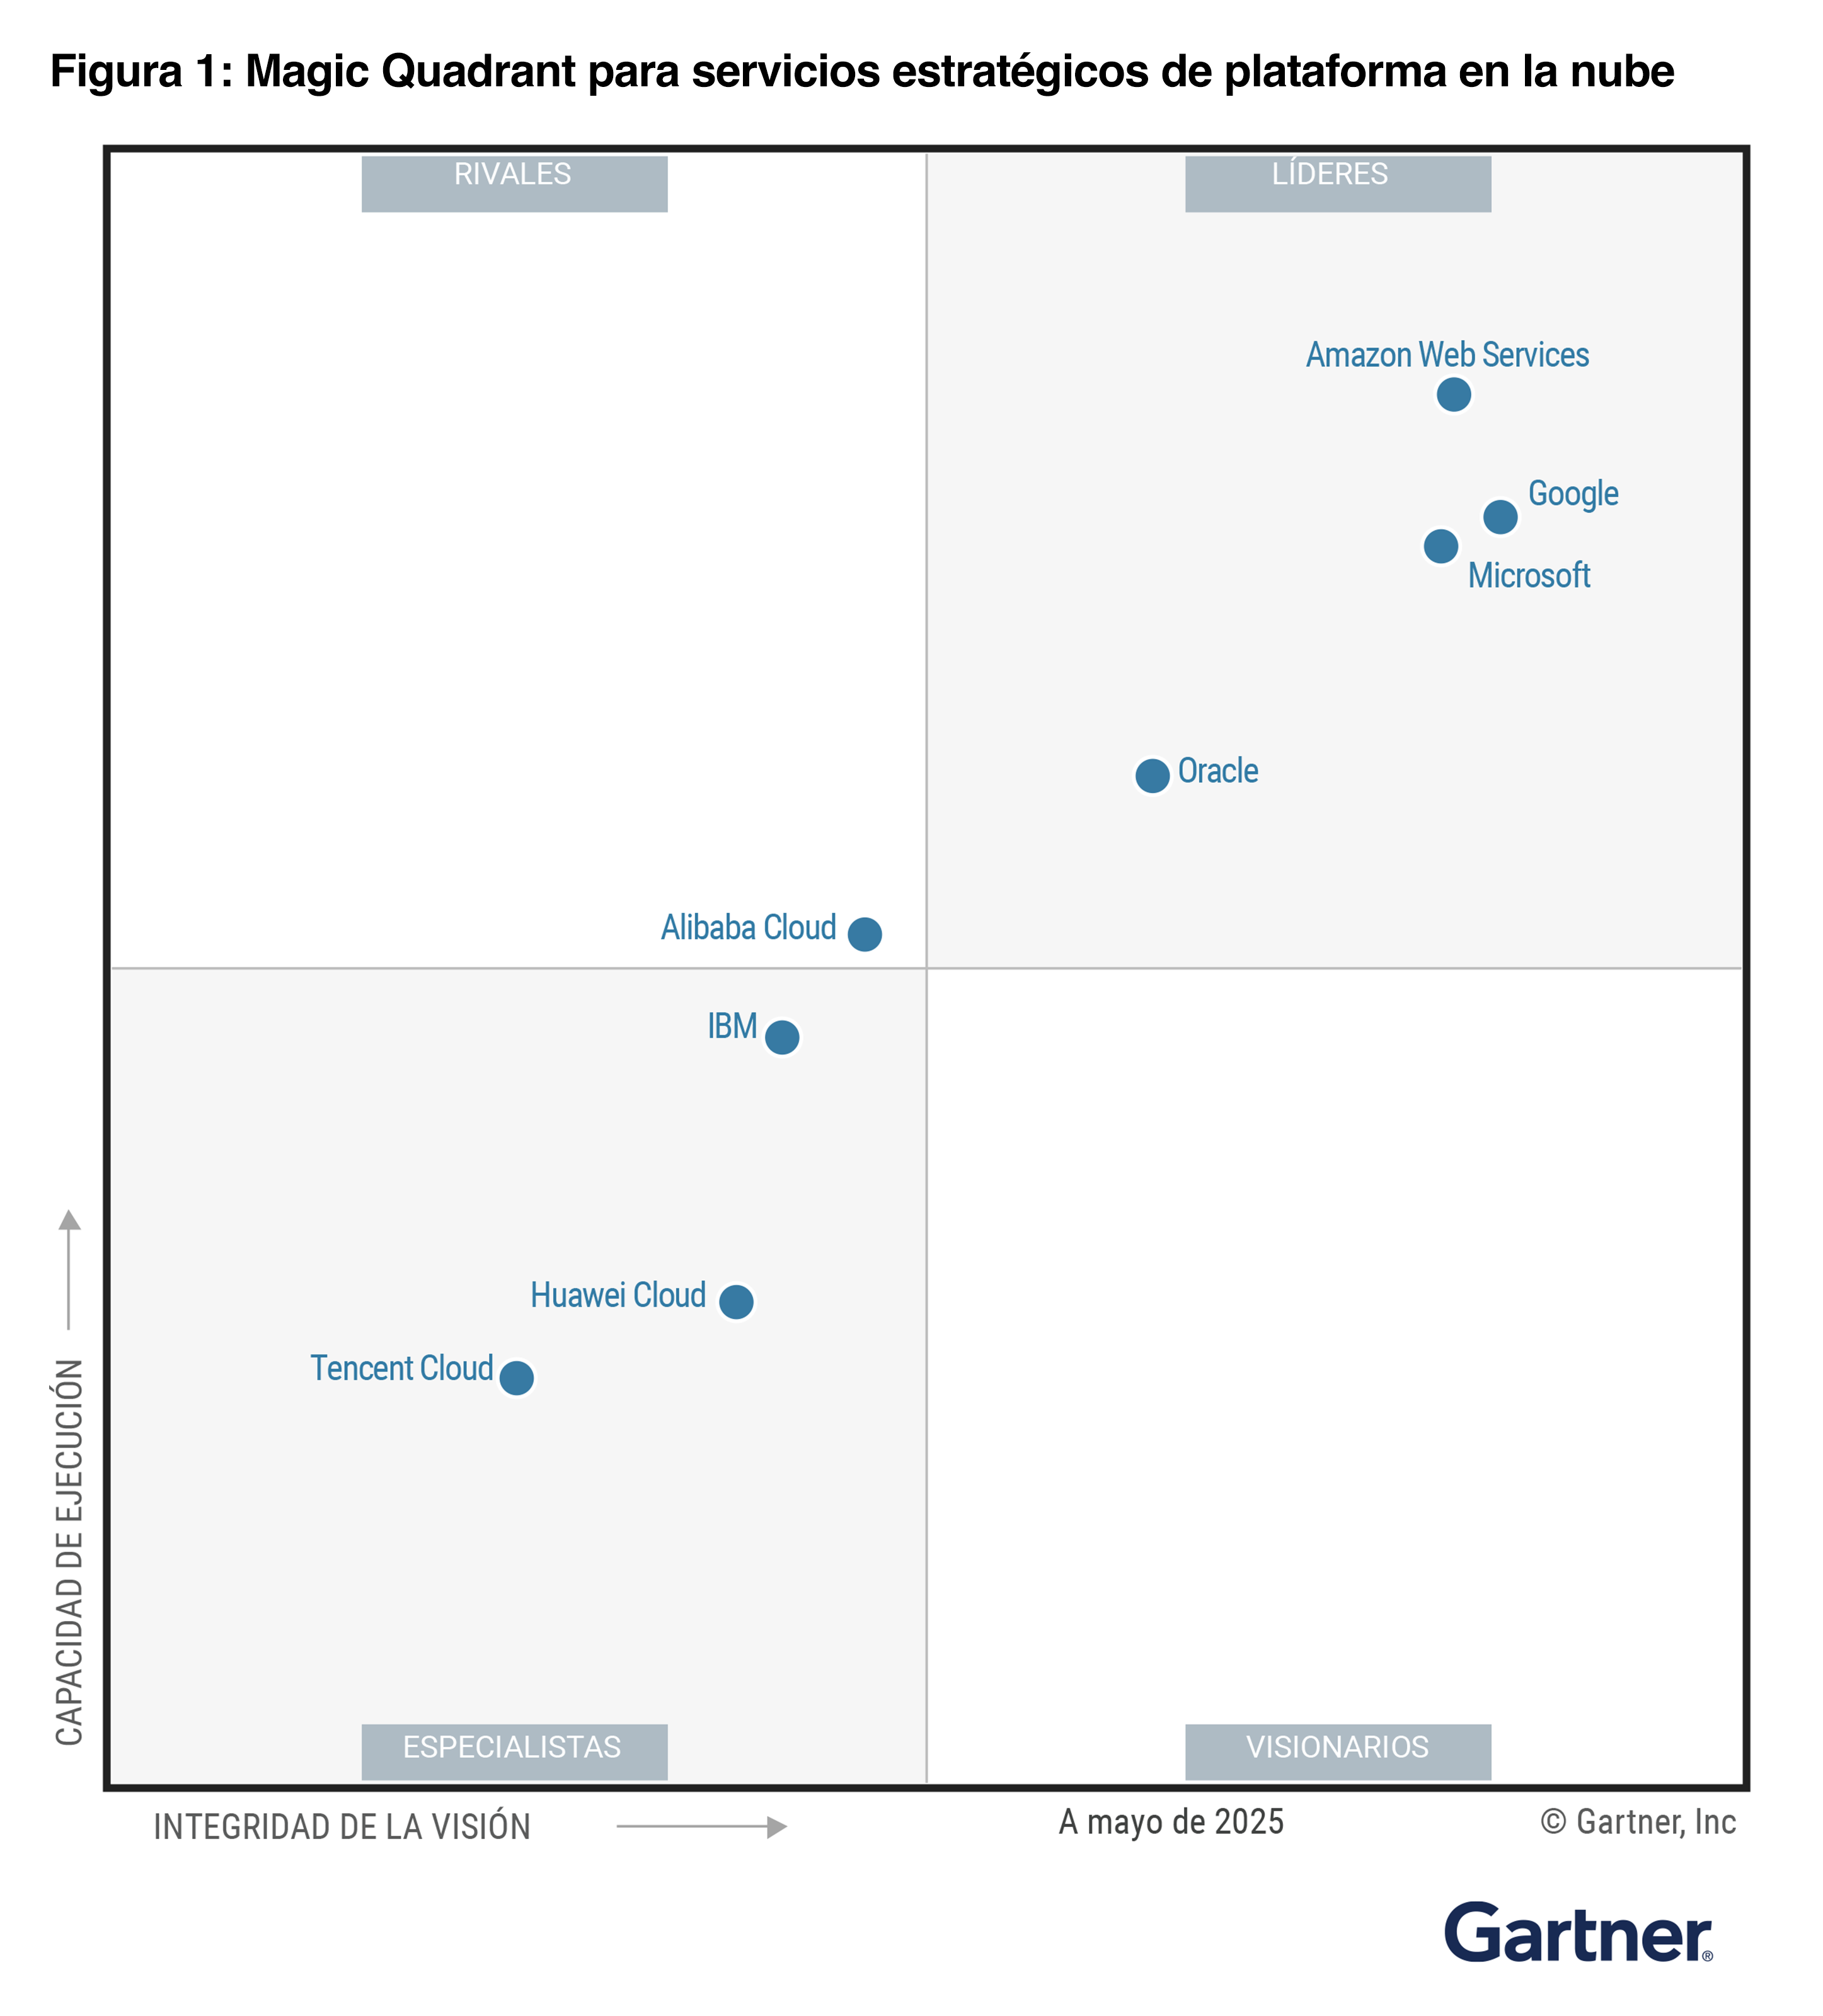 Figura 1: Magic Quadrant para servicios estratégicos de plataforma en la nube
RIVALES
LÍDERES
Amazon Web Services
Google
Microsoft
Oracle
Alibaba Cloud
IBM
Huawei Cloud
Tencent Cloud
ESPECIALISTAS
VISIONARIOS
CAPACIDAD DE EJECUCIÓN
INTEGRIDAD DE LA VISIÓN
A mayo de 2025
© Gartner, Inc
Gartner®